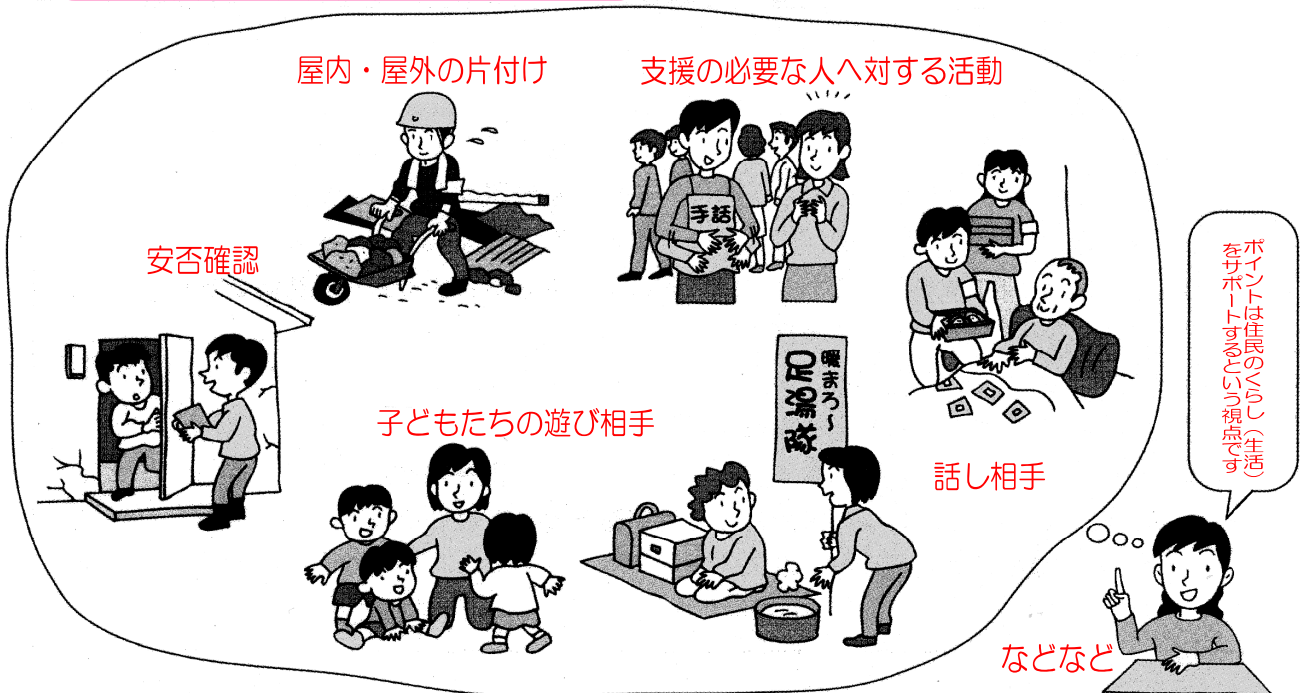 屋内・屋外の片付け
支援の必要な人へ対する活動
手話
安否確認
暖まろ～
足湯隊
子どもたちの遊び相手
話し相手
ポイントは住民のくらし（生活）
をサポートするという視点です
などなど